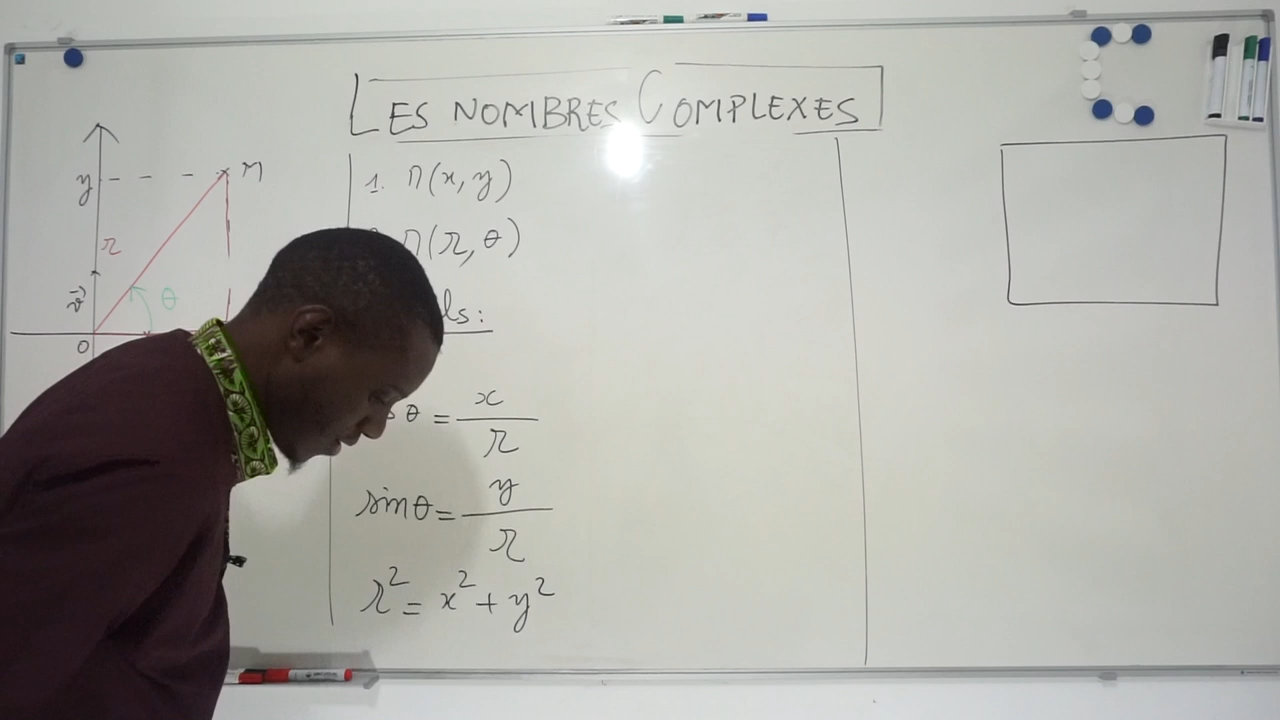 LES NOMBRES COMPLEXES
y
M
1. M(x, y)
M(r, θ)
r
v⃗
θ
ls:
O
θ = x / r
sinθ = y / r
r² = x² + y²